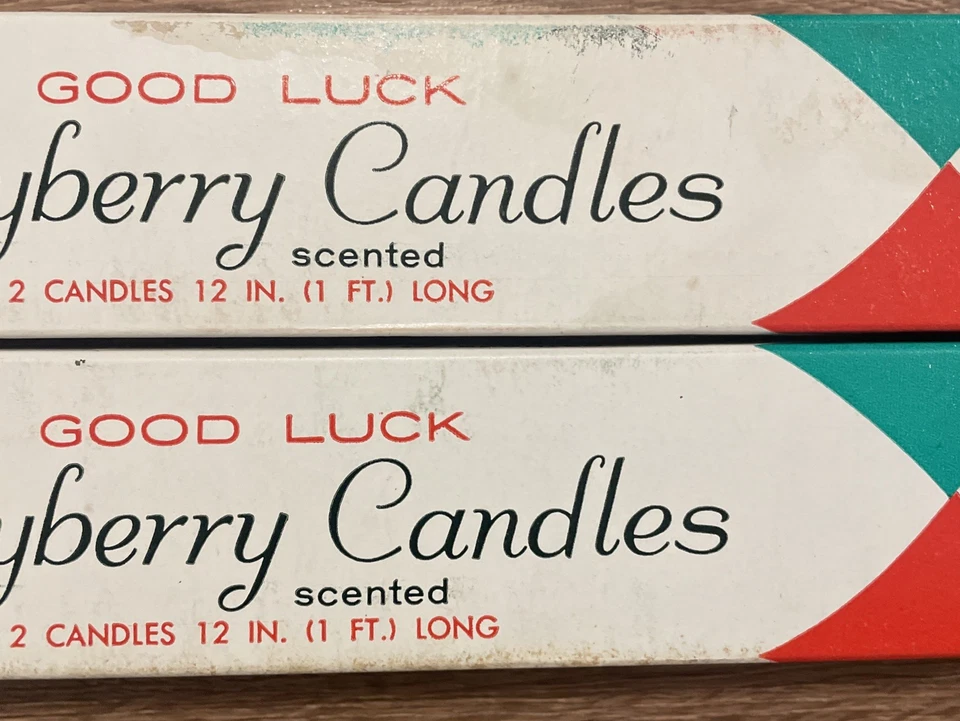 GOOD LUCK
yberry Candles
scented
2 CANDLES 12 IN. (1 FT.) LONG
GOOD LUCK
yberry Candles
scented
2 CANDLES 12 IN. (1 FT.) LONG